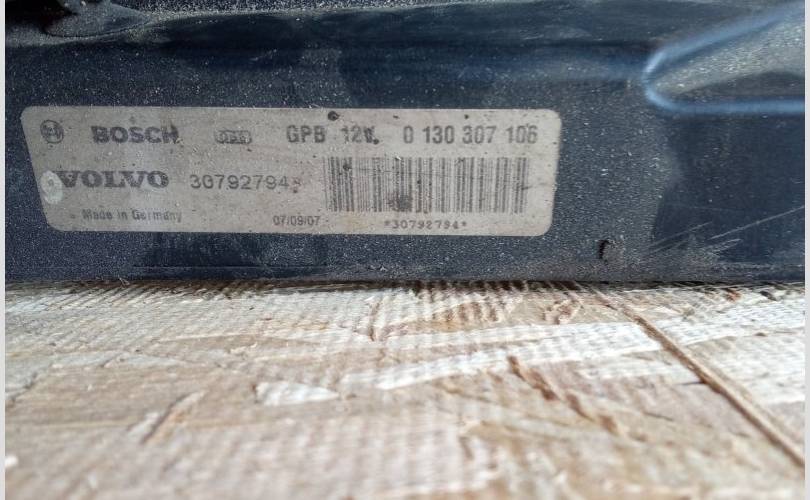 BOSCH GPB 12V. 0 130 307 106
VOLVO 30792794
Made in Germany 07/09/07 *30792794*